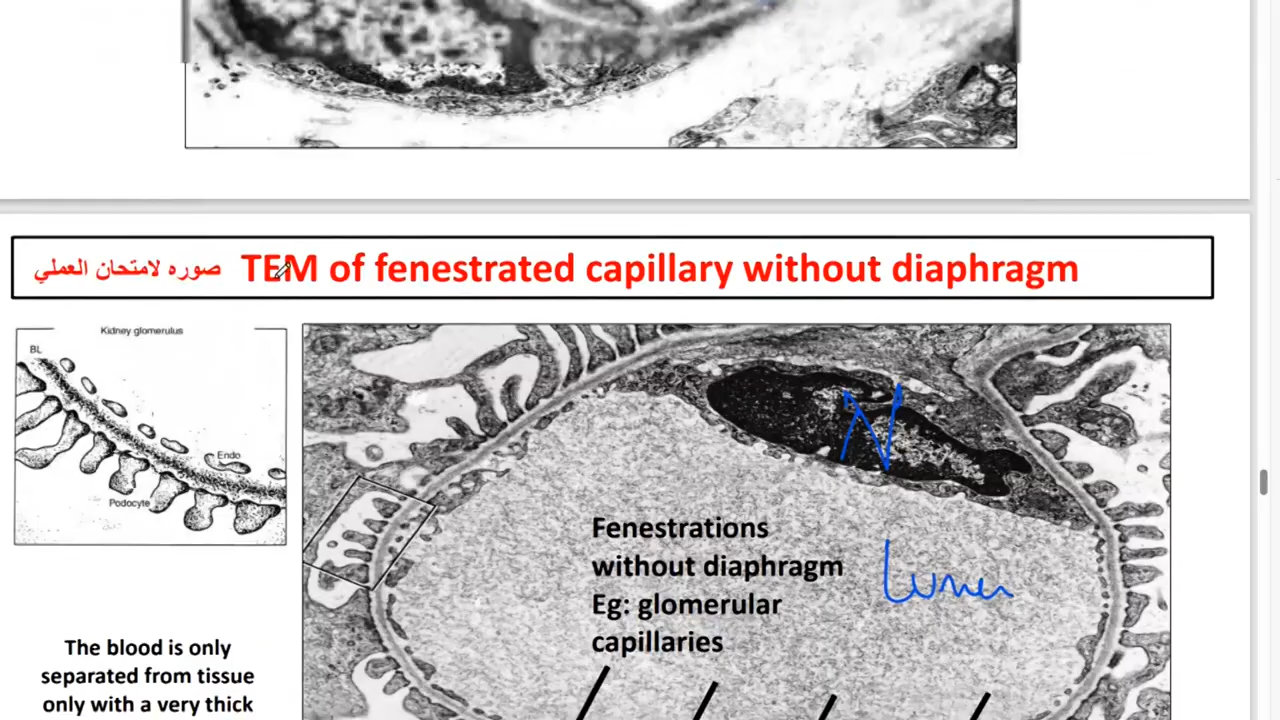 صوره لامتحان العملي TEM of fenestrated capillary without diaphragm
Kidney glomerulus
BL
Endo
Podocyte
N
Fenestrations
without diaphragm
Eg: glomerular
capillaries
Lumen
The blood is only
separated from tissue
only with a very thick